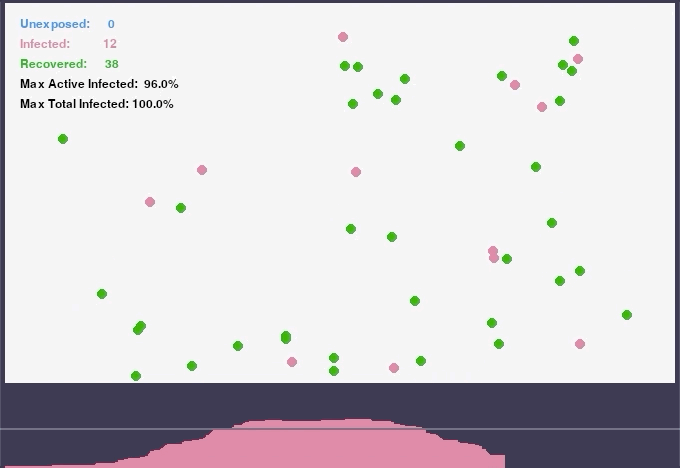 Unexposed: 0
Infected: 12
Recovered: 38
Max Active Infected: 96.0%
Max Total Infected: 100.0%